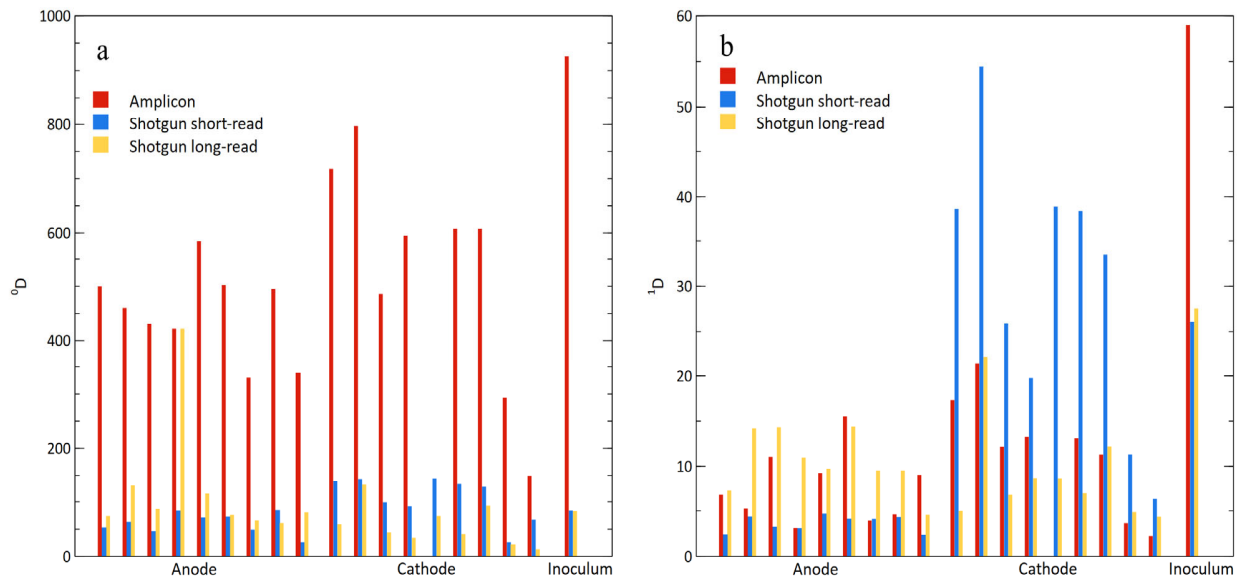 a
Amplicon
Shotgun short-read
Shotgun long-read
1000
800
600
400
200
0
⁰D
Anode Cathode Inoculum
b
Amplicon
Shotgun short-read
Shotgun long-read
60
50
40
30
20
10
0
¹D
Anode Cathode Inoculum